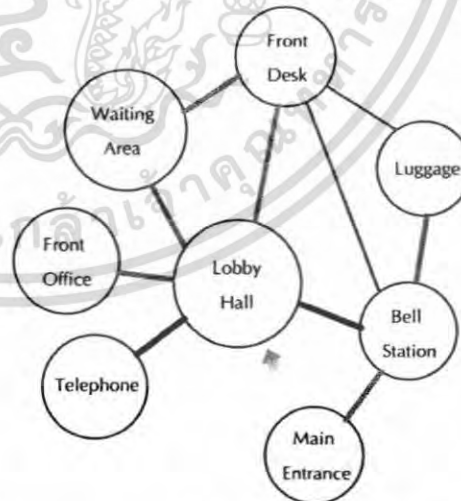 Front
Desk
Waiting
Area
Luggage
Front
Office
Lobby
Hall
Bell
Station
Telephone
Main
Entrance